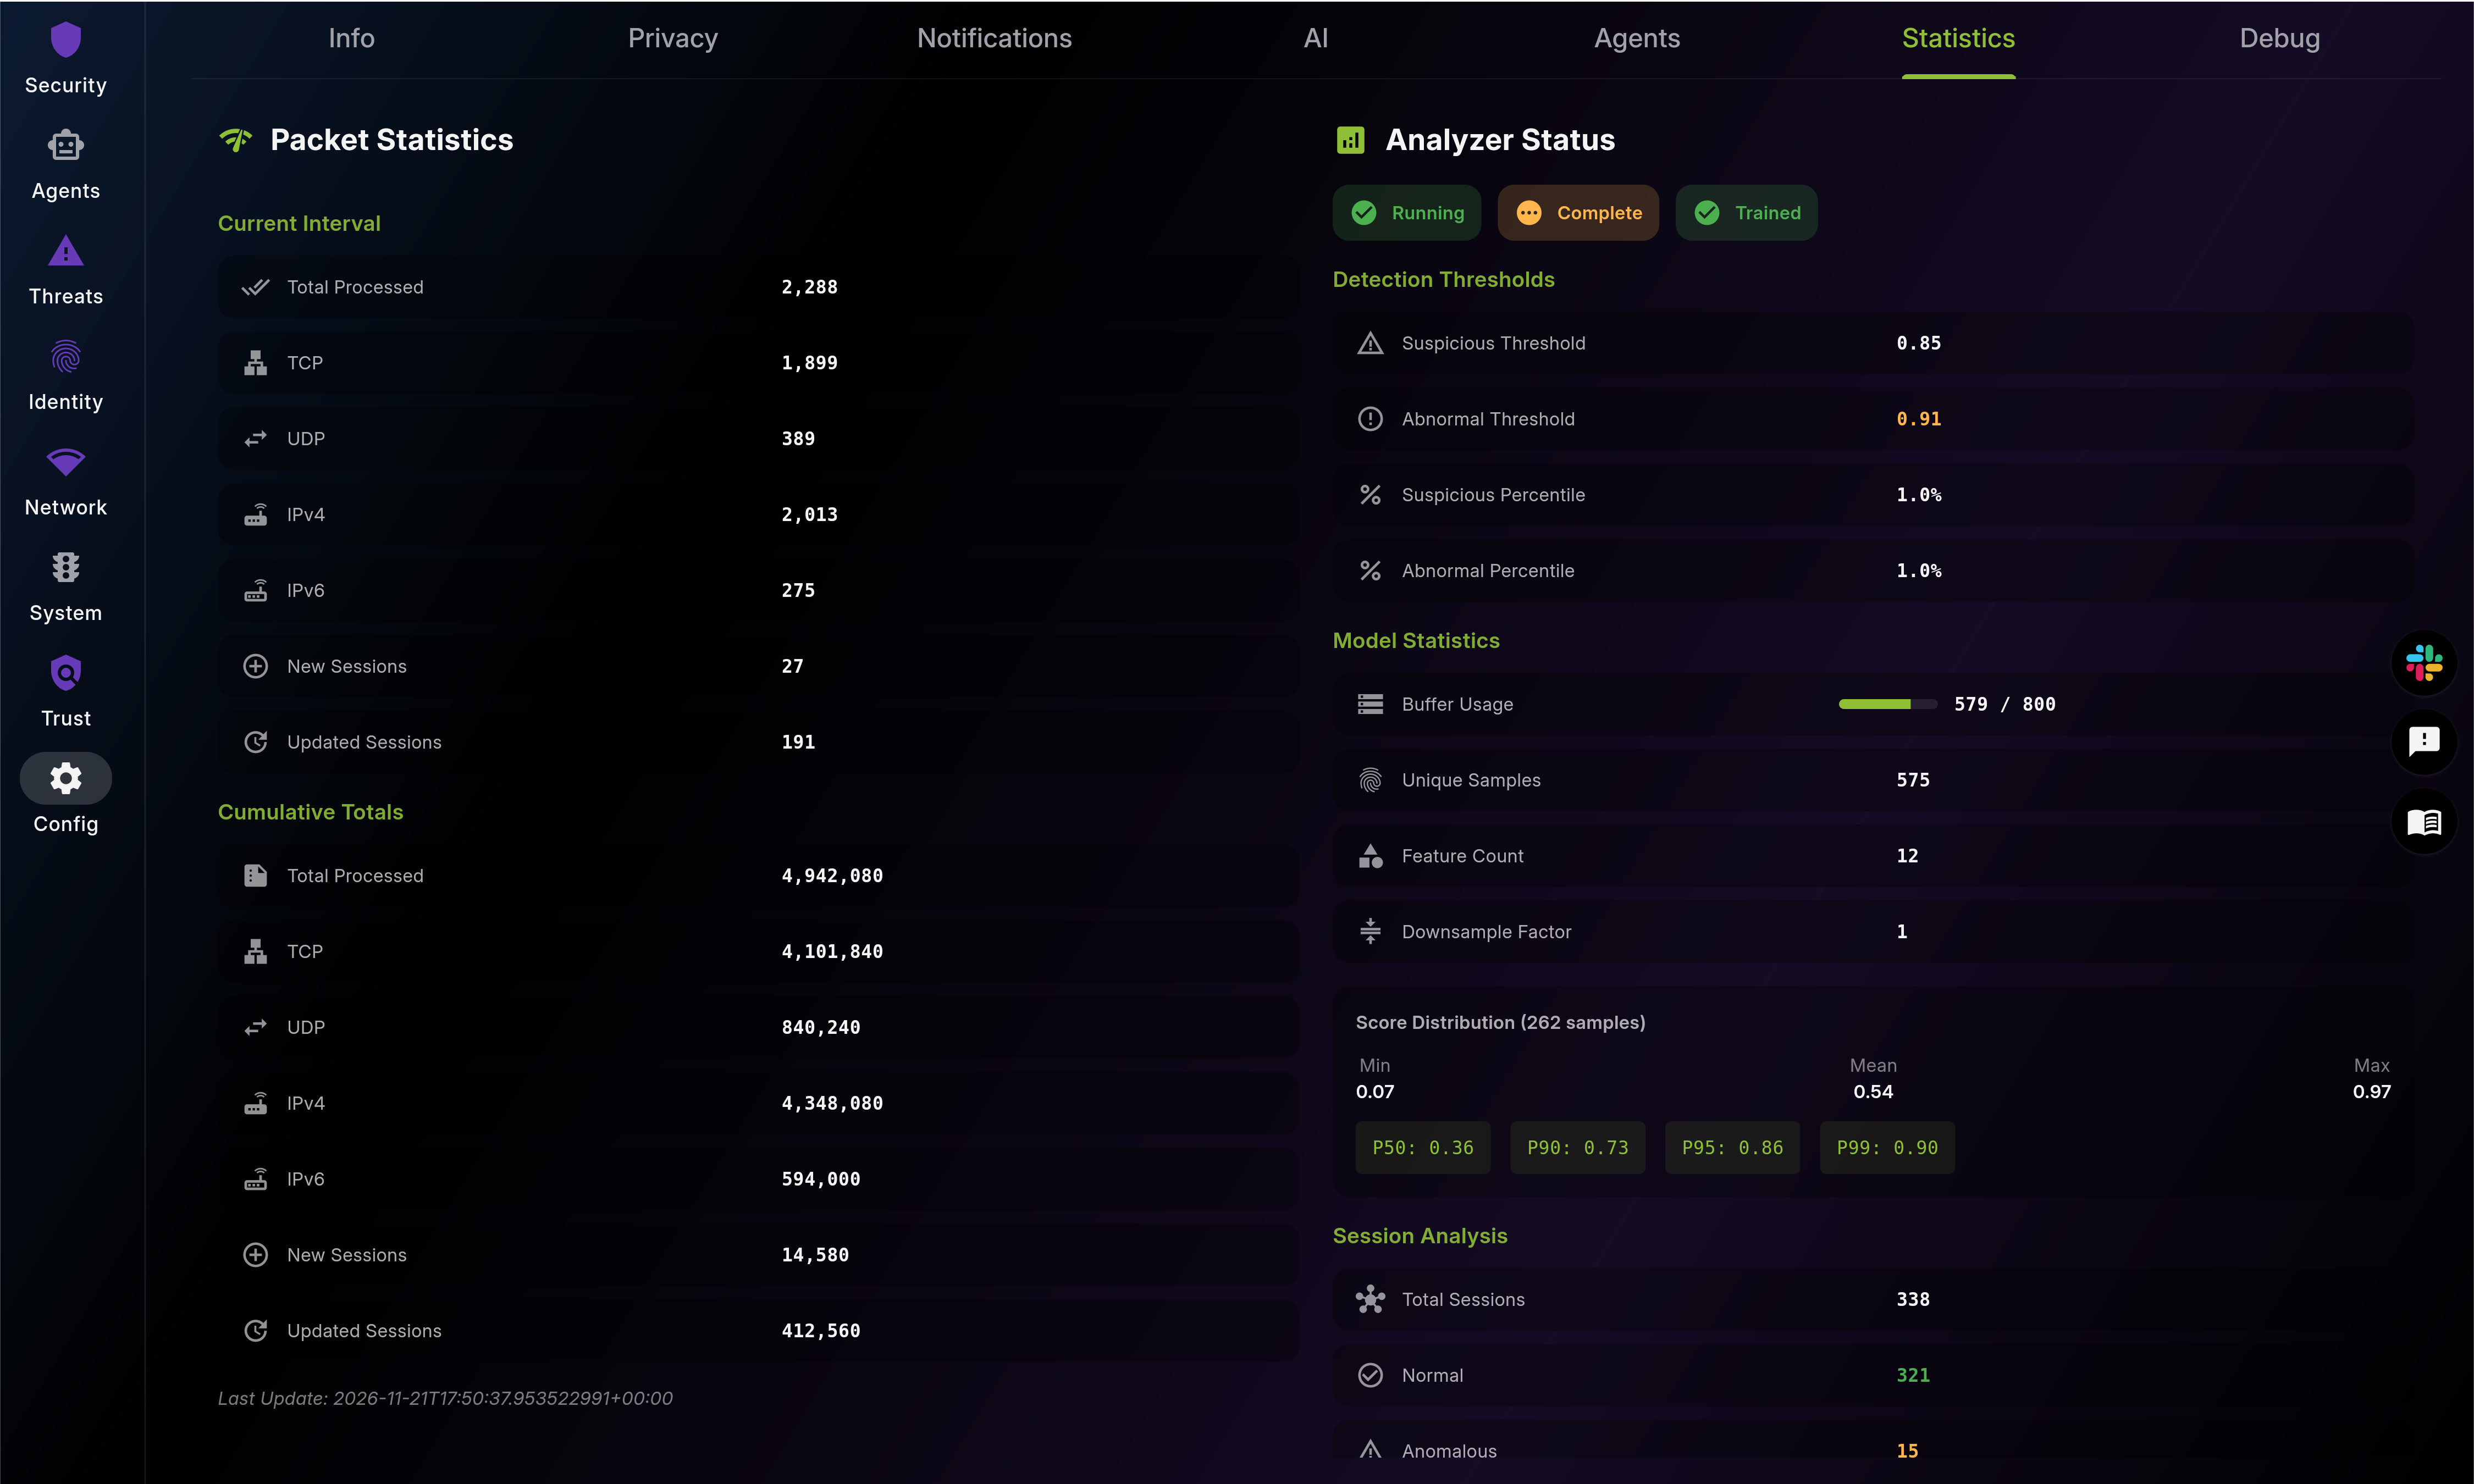 Security
Agents
Threats
Identity
Network
System
Trust
Config
Info Privacy Notifications AI Agents Statistics Debug
Packet Statistics
Current Interval
Total Processed 2,288
TCP 1,899
UDP 389
IPv4 2,013
IPv6 275
New Sessions 27
Updated Sessions 191
Cumulative Totals
Total Processed 4,942,080
TCP 4,101,840
UDP 840,240
IPv4 4,348,080
IPv6 594,000
New Sessions 14,580
Updated Sessions 412,560
Last Update: 2026-11-21T17:50:37.953522991+00:00
Analyzer Status
Running Complete Trained
Detection Thresholds
Suspicious Threshold 0.85
Abnormal Threshold 0.91
Suspicious Percentile 1.0%
Abnormal Percentile 1.0%
Model Statistics
Buffer Usage 579 / 800
Unique Samples 575
Feature Count 12
Downsample Factor 1
Score Distribution (262 samples)
Min Mean Max
0.07 0.54 0.97
P50: 0.36 P90: 0.73 P95: 0.86 P99: 0.90
Session Analysis
Total Sessions 338
Normal 321
Anomalous 15